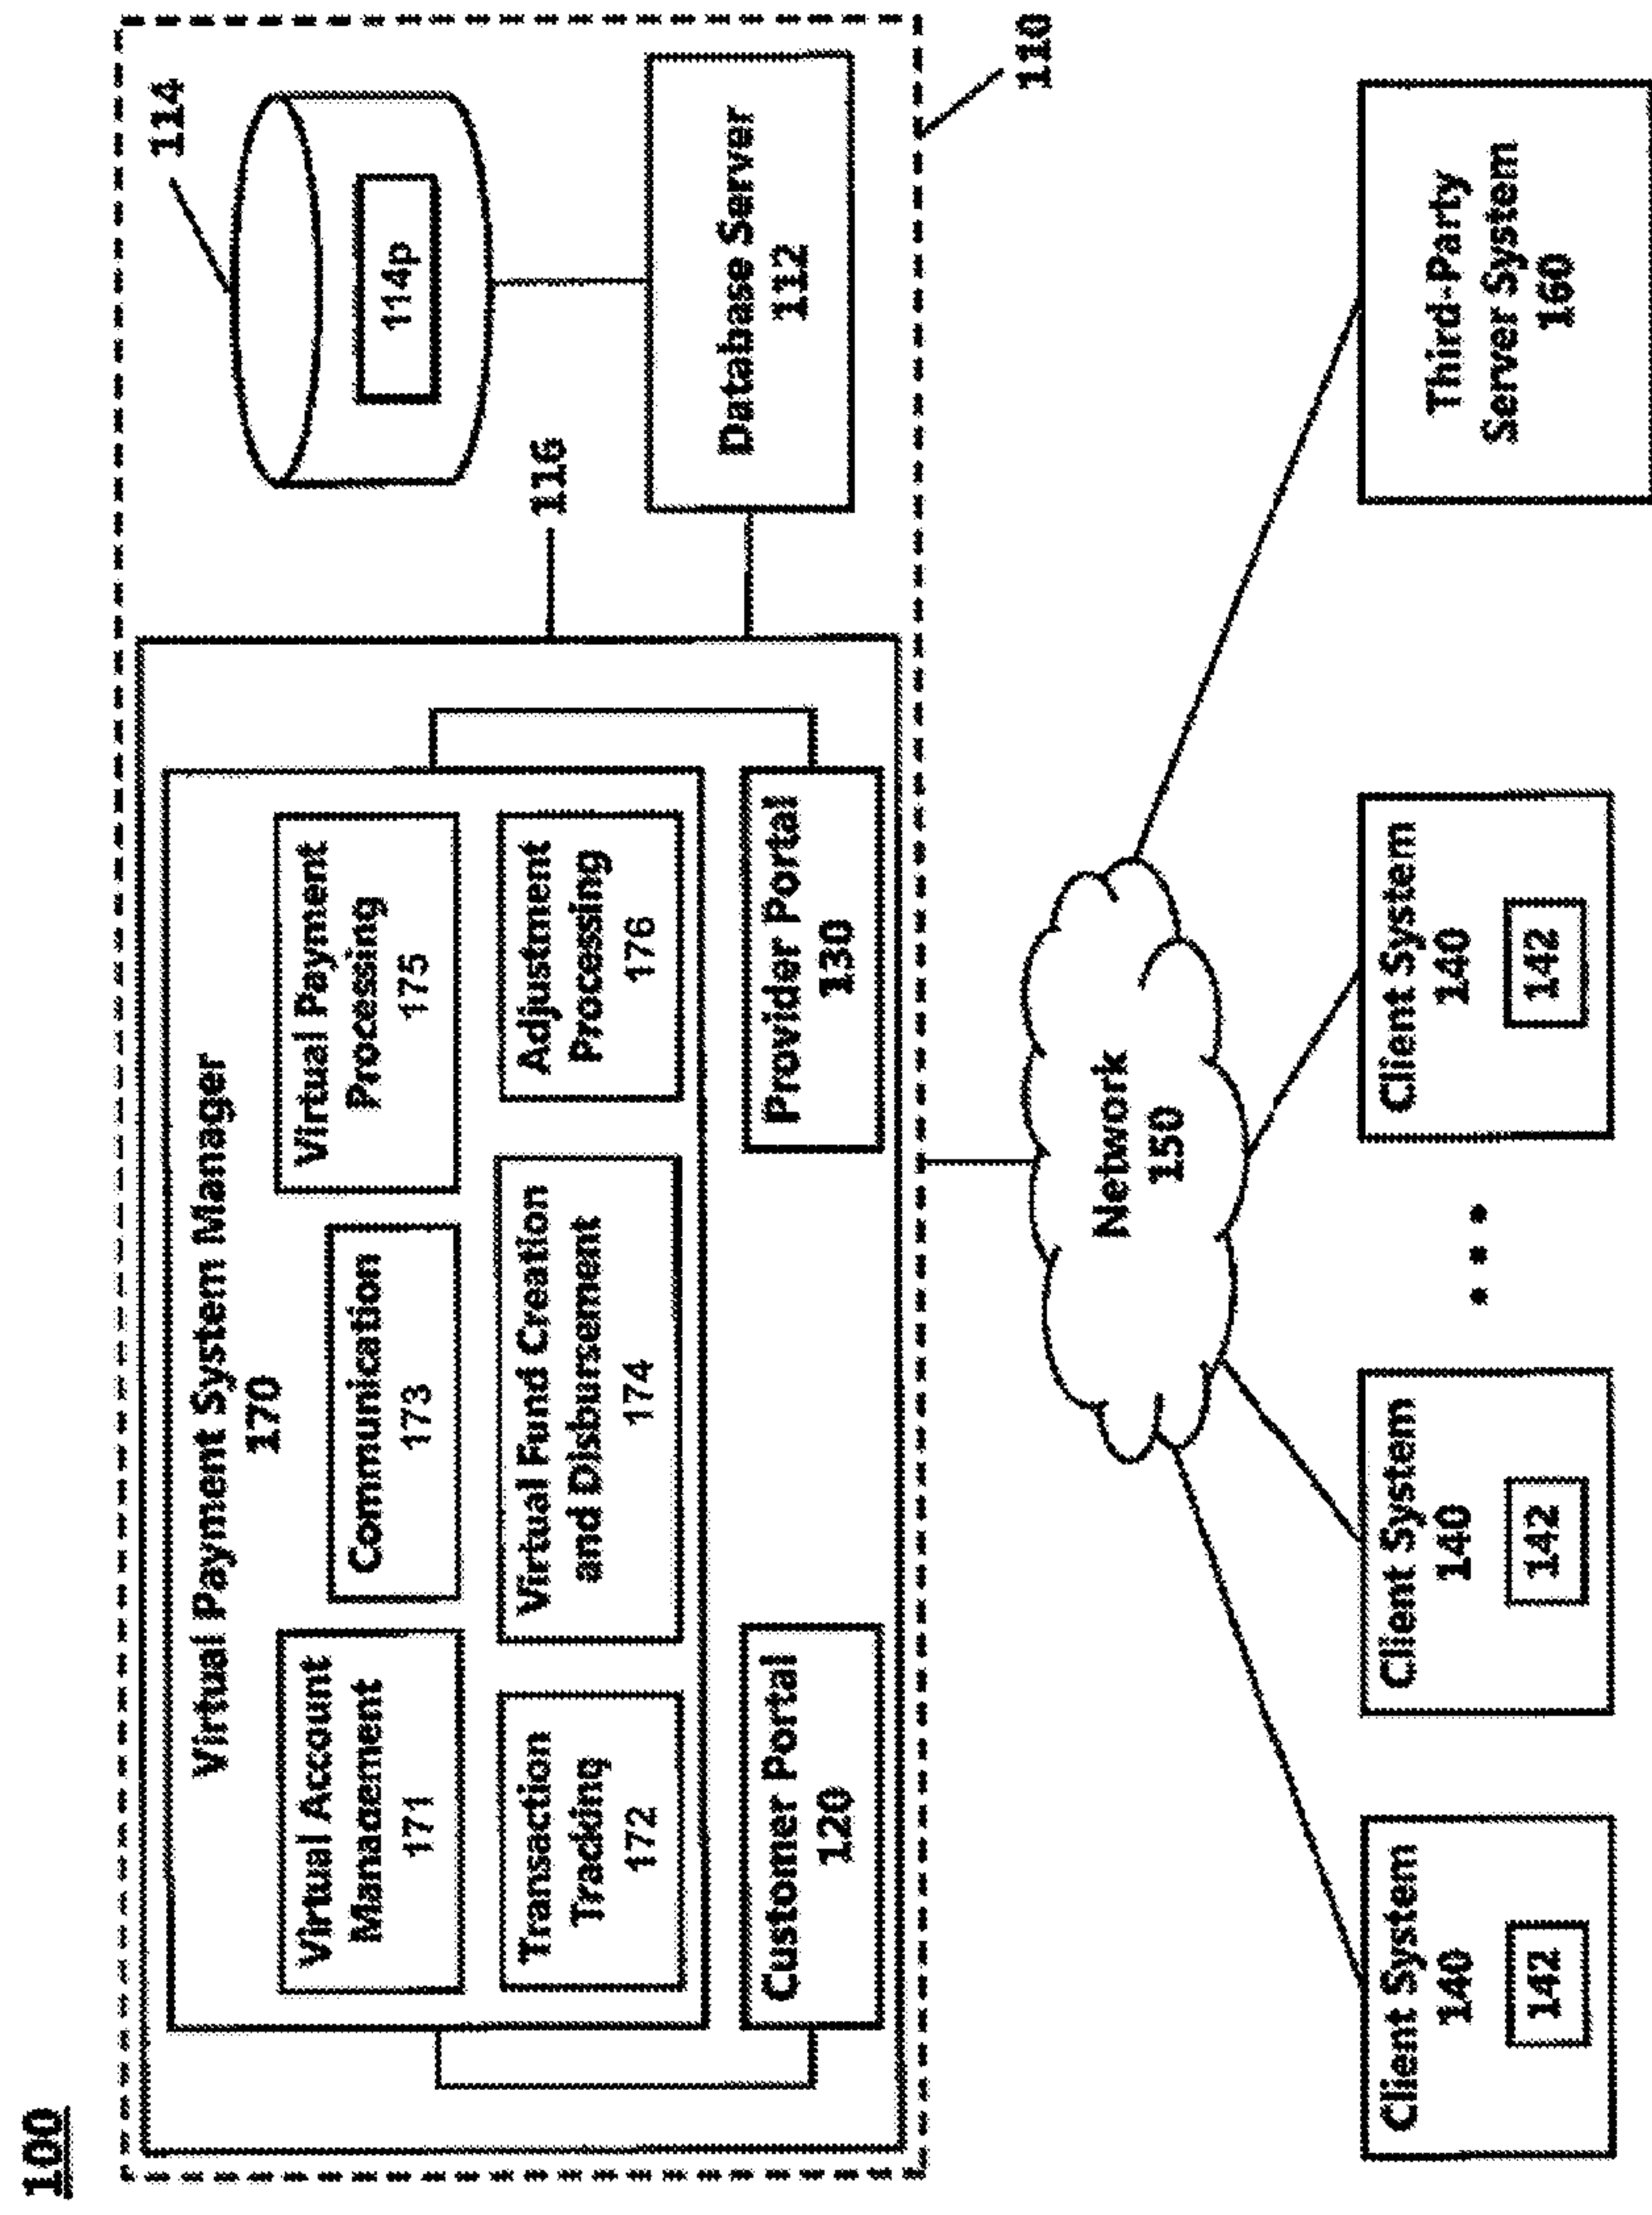 100
Virtual Payment System Manager
170
Virtual Account
Management
171
Communication
173
Virtual Payment
Processing
175
Transaction
Tracking
172
Virtual Fund Creation
and Disbursement
174
Adjustment
Processing
176
Customer Portal
120
Provider Portal
130
116
114
114p
Database Server
112
110
Network
150
Client System
140
142
Client System
140
142
Client System
140
142
Third-Party
Server System
160